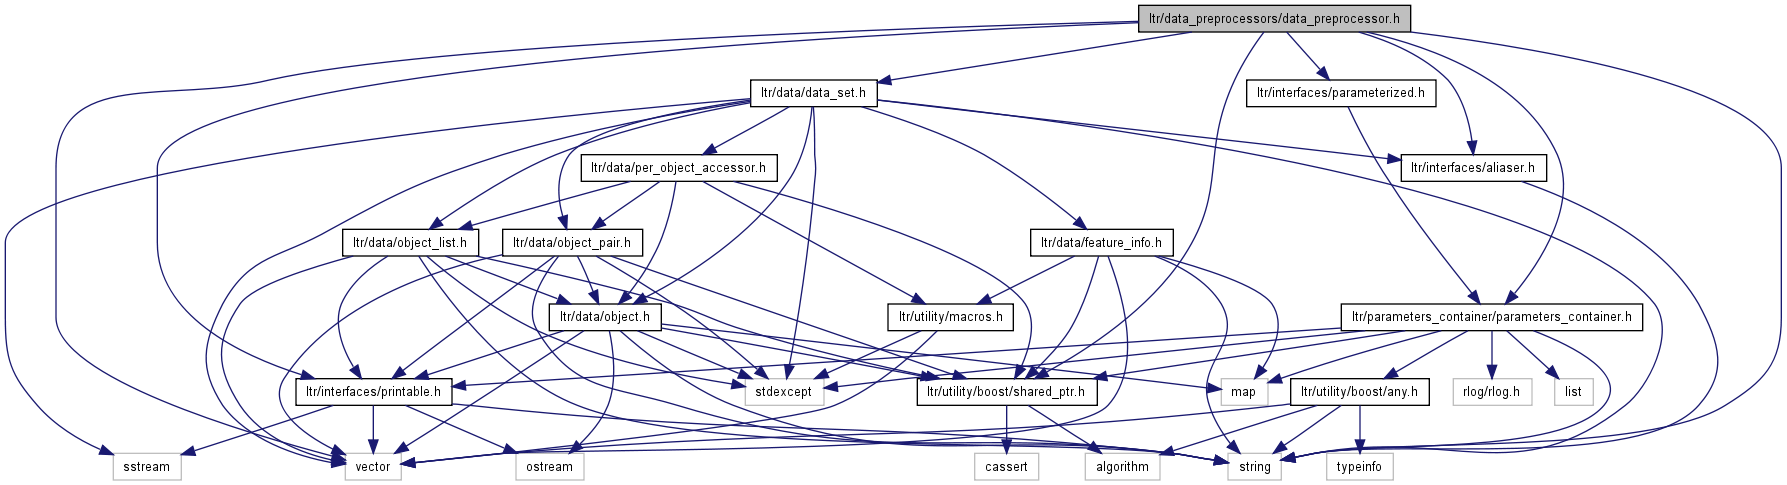 ltr/data_preprocessors/data_preprocessor.h
ltr/data/data_set.h
ltr/interfaces/parameterized.h
ltr/data/per_object_accessor.h
ltr/interfaces/aliaser.h
ltr/data/object_list.h
ltr/data/object_pair.h
ltr/data/feature_info.h
ltr/data/object.h
ltr/utility/macros.h
ltr/parameters_container/parameters_container.h
ltr/interfaces/printable.h
stdexcept
ltr/utility/boost/shared_ptr.h
map
ltr/utility/boost/any.h
rlog/rlog.h
list
sstream
vector
ostream
cassert
algorithm
string
typeinfo